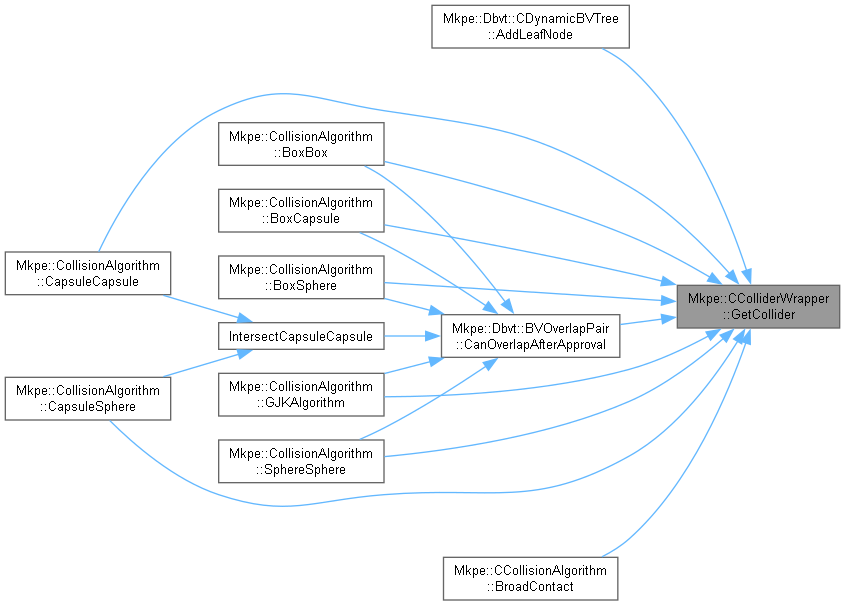 Mkpe::Dbvt::CDynamicBVTree
::AddLeafNode
Mkpe::CollisionAlgorithm
::BoxBox
Mkpe::CollisionAlgorithm
::BoxCapsule
Mkpe::CollisionAlgorithm
::CapsuleCapsule
Mkpe::CollisionAlgorithm
::BoxSphere
Mkpe::CColliderWrapper
::GetCollider
IntersectCapsuleCapsule
Mkpe::Dbvt::BVOverlapPair
::CanOverlapAfterApproval
Mkpe::CollisionAlgorithm
::CapsuleSphere
Mkpe::CollisionAlgorithm
::GJKAlgorithm
Mkpe::CollisionAlgorithm
::SphereSphere
Mkpe::CCollisionAlgorithm
::BroadContact